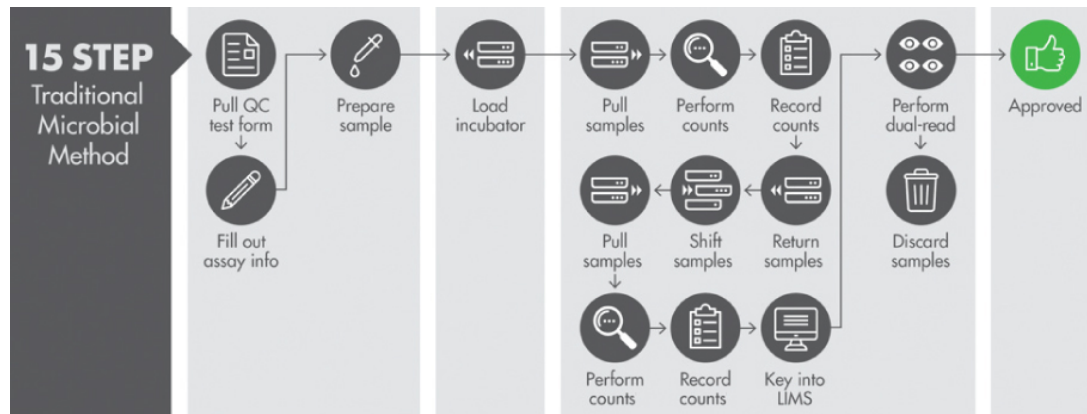 15 STEP
Traditional
Microbial
Method
Pull QC
test form
Fill out
assay info
Prepare
sample
Load
incubator
Pull
samples
Perform
counts
Record
counts
Return
samples
Shift
samples
Pull
samples
Perform
counts
Record
counts
Key into
LIMS
Perform
dual-read
Discard
samples
Approved